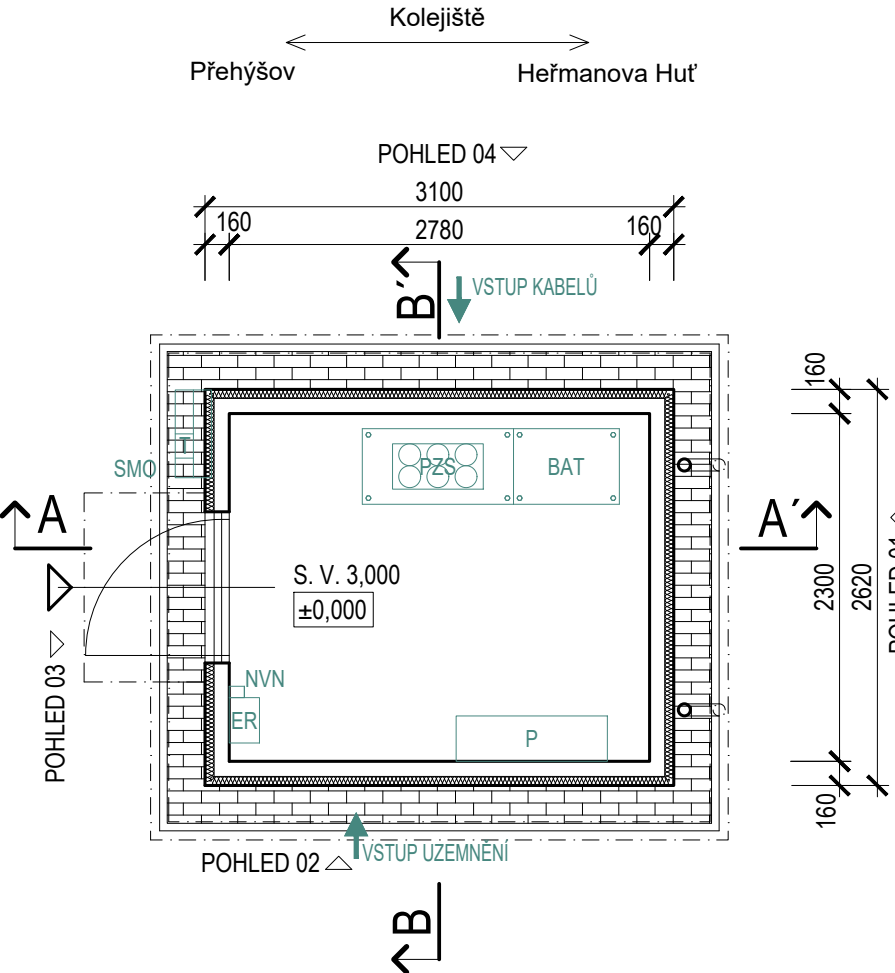 Kolejiště
Přehýšov
Heřmanova Huť
POHLED 04
3100
160
2780
160
B´
VSTUP KABELŮ
160
T
SMO
PZS
BAT
A
A´
S. V. 3,000
±0,000
2300
2620
POHLED 03
NVN
ER
P
160
POHLED 02
VSTUP UZEMNĚNÍ
B